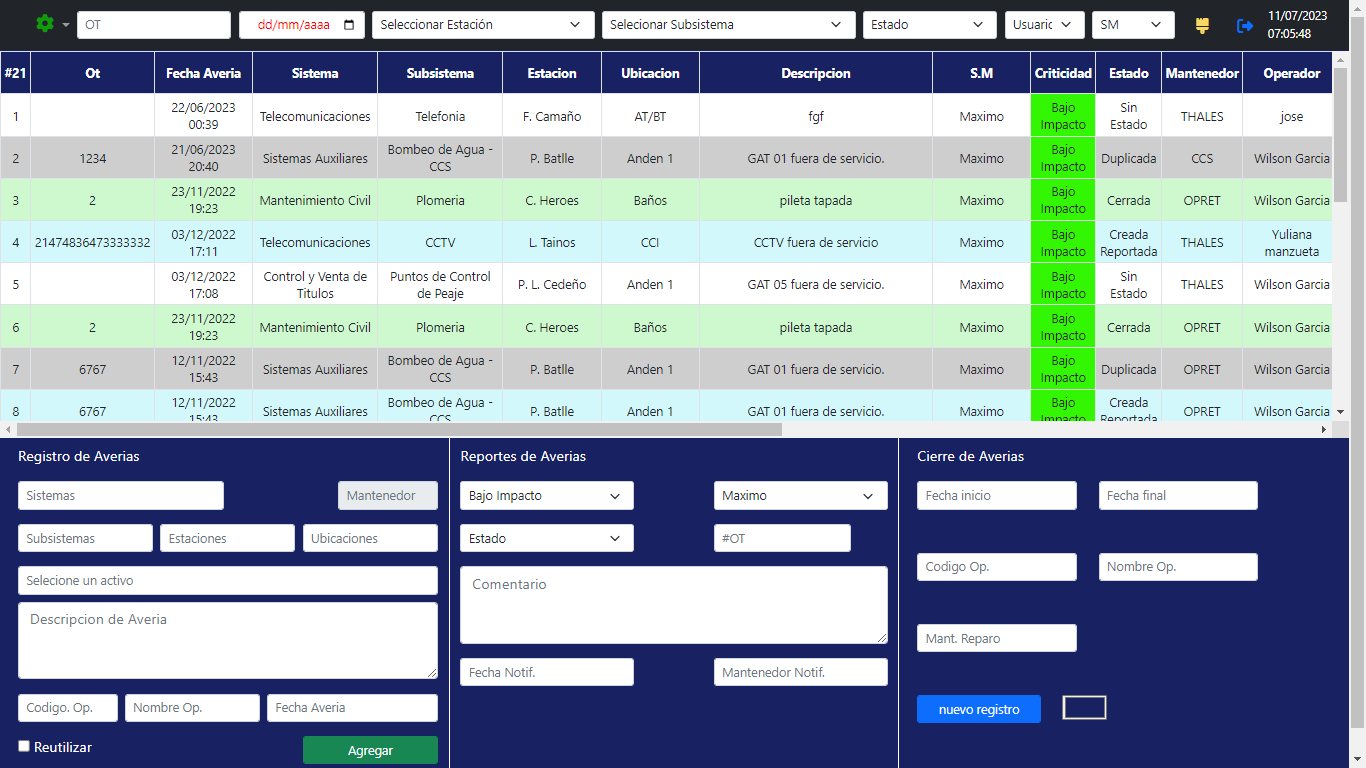 OT dd/mm/aaaa Seleccionar Estación Selecionar Subsistema Estado Usuaric SM 11/07/2023
07:05:48
#21 Ot Fecha Averia Sistema Subsistema Estacion Ubicacion Descripcion S.M Criticidad Estado Mantenedor Operador
1 22/06/2023 00:39 Telecomunicaciones Telefonia F. Camaño AT/BT fgf Maximo Bajo Impacto Sin Estado THALES jose
2 1234 21/06/2023 20:40 Sistemas Auxiliares Bombeo de Agua - CCS P. Batlle Anden 1 GAT 01 fuera de servicio. Maximo Bajo Impacto Duplicada CCS Wilson Garcia
3 2 23/11/2022 19:23 Mantenimiento Civil Plomeria C. Heroes Baños pileta tapada Maximo Bajo Impacto Cerrada OPRET Wilson Garcia
4 21474836473333332 03/12/2022 17:11 Telecomunicaciones CCTV L. Tainos CCI CCTV fuera de servicio Maximo Bajo Impacto Creada Reportada THALES Yuliana manzueta
5 03/12/2022 17:08 Control y Venta de Titulos Puntos de Control de Peaje P. L. Cedeño Anden 1 GAT 05 fuera de servicio. Maximo Bajo Impacto Sin Estado THALES Wilson Garcia
6 2 23/11/2022 19:23 Mantenimiento Civil Plomeria C. Heroes Baños pileta tapada Maximo Bajo Impacto Cerrada OPRET Wilson Garcia
7 6767 12/11/2022 15:43 Sistemas Auxiliares Bombeo de Agua - CCS P. Batlle Anden 1 GAT 01 fuera de servicio. Maximo Bajo Impacto Duplicada OPRET Wilson Garcia
8 6767 12/11/2022 15:43 Sistemas Auxiliares Bombeo de Agua - CCS P. Batlle Anden 1 GAT 01 fuera de servicio. Maximo Bajo Impacto Creada Reportada OPRET Wilson Garcia
Registro de Averias
Sistemas Mantenedor
Subsistemas Estaciones Ubicaciones
Selecione un activo
Descripcion de Averia
Codigo. Op. Nombre Op. Fecha Averia
Reutilizar Agregar
Reportes de Averias
Bajo Impacto Maximo
Estado #OT
Comentario
Fecha Notif. Mantenedor Notif.
Cierre de Averias
Fecha inicio Fecha final
Codigo Op. Nombre Op.
Mant. Reparo
nuevo registro